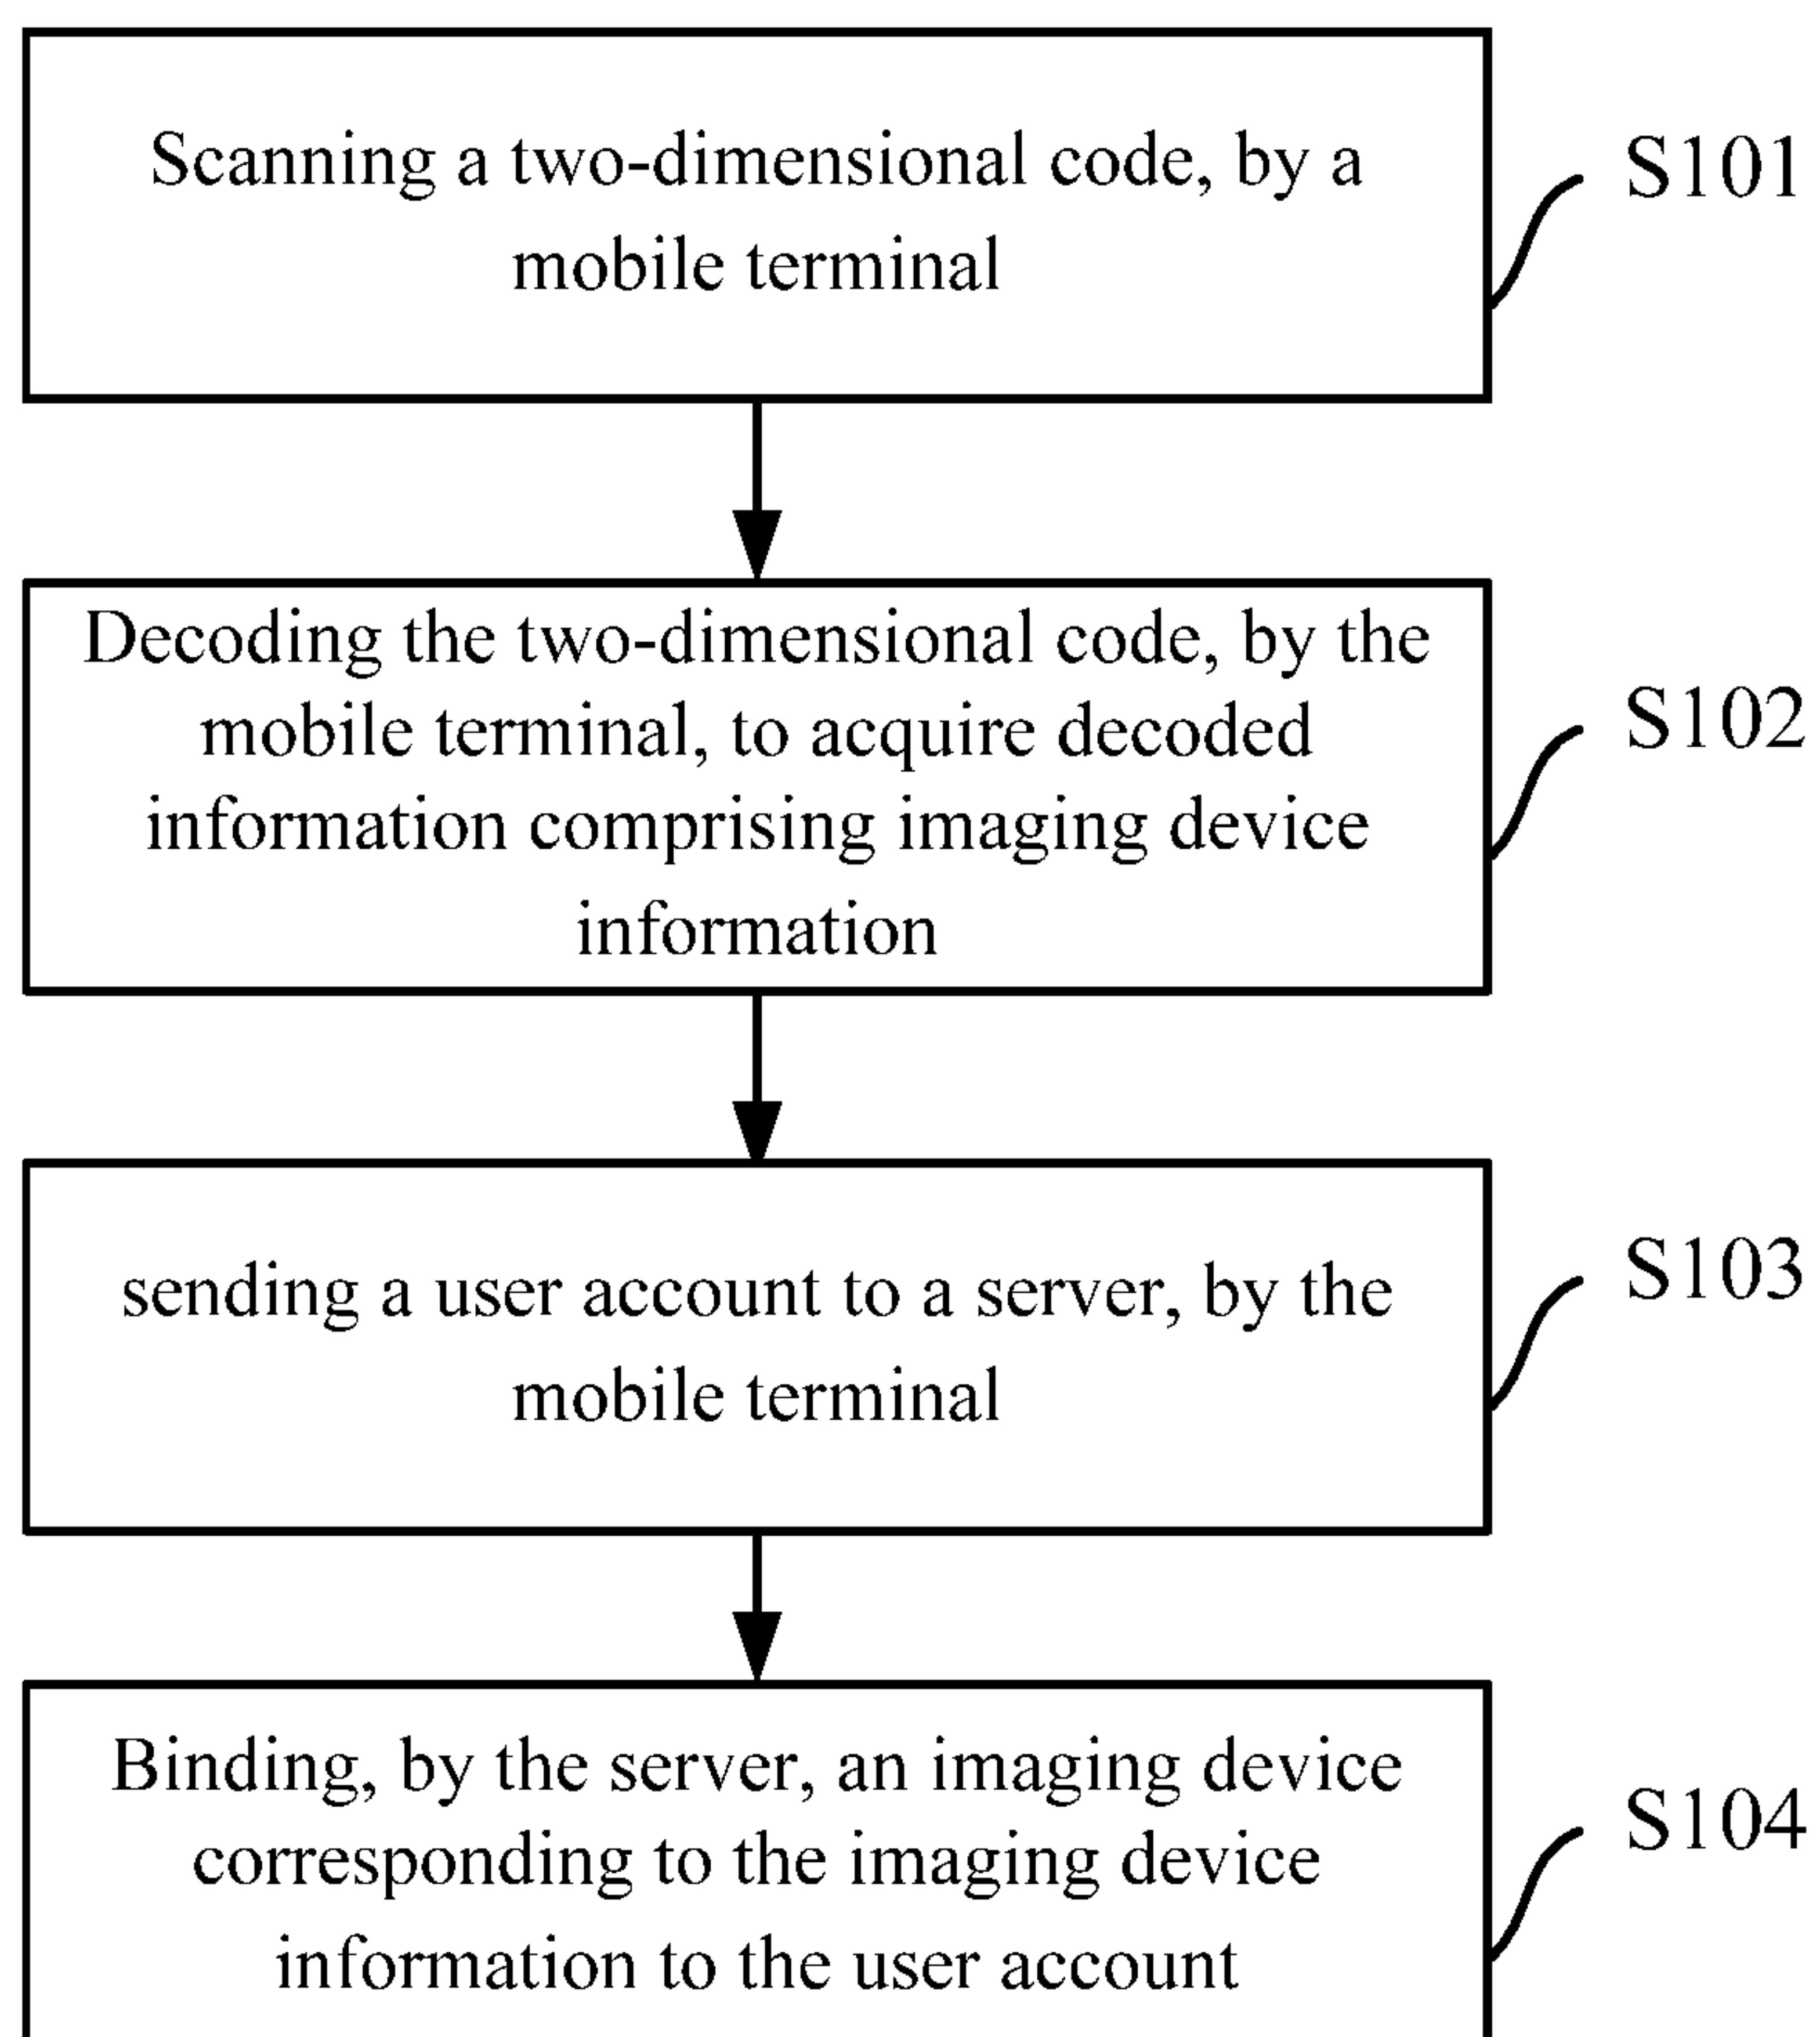 Scanning a two-dimensional code, by a
mobile terminal
S101
Decoding the two-dimensional code, by the
mobile terminal, to acquire decoded
information comprising imaging device
information
S102
sending a user account to a server, by the
mobile terminal
S103
Binding, by the server, an imaging device
corresponding to the imaging device
information to the user account
S104